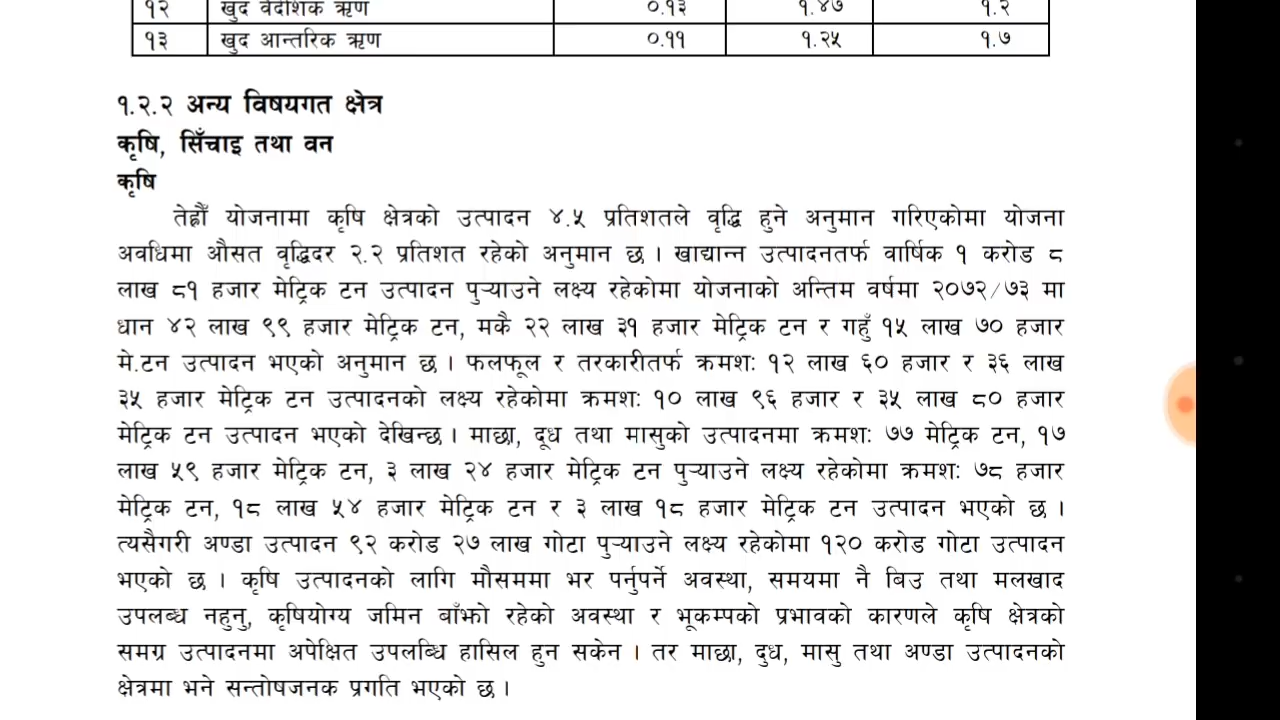 १२ खुद वैदेशिक ऋण ०.१३ १.४७ १.२
१३ खुद आन्तरिक ऋण ०.११ १.२५ १.७
१.२.२ अन्य विषयगत क्षेत्र
कृषि, सिँचाइ तथा वन
कृषि
तेह्रौँ योजनामा कृषि क्षेत्रको उत्पादन ४.५ प्रतिशतले वृद्धि हुने अनुमान गरिएकोमा योजना
अवधिमा औसत वृद्धिदर २.२ प्रतिशत रहेको अनुमान छ । खाद्यान्न उत्पादनतर्फ वार्षिक १ करोड ८
लाख ८१ हजार मेट्रिक टन उत्पादन पुऱ्याउने लक्ष्य रहेकोमा योजनाको अन्तिम वर्षमा २०७२/७३ मा
धान ४२ लाख ९९ हजार मेट्रिक टन, मकै २२ लाख ३१ हजार मेट्रिक टन र गहुँ १५ लाख ७० हजार
मे.टन उत्पादन भएको अनुमान छ । फलफूल र तरकारीतर्फ क्रमशः १२ लाख ६० हजार र ३६ लाख
३५ हजार मेट्रिक टन उत्पादनको लक्ष्य रहेकोमा क्रमशः १० लाख ९६ हजार र ३५ लाख ८० हजार
मेट्रिक टन उत्पादन भएको देखिन्छ । माछा, दूध तथा मासुको उत्पादनमा क्रमशः ७७ मेट्रिक टन, १७
लाख ५९ हजार मेट्रिक टन, ३ लाख २४ हजार मेट्रिक टन पुऱ्याउने लक्ष्य रहेकोमा क्रमशः ७८ हजार
मेट्रिक टन, १८ लाख ५४ हजार मेट्रिक टन र ३ लाख १८ हजार मेट्रिक टन उत्पादन भएको छ ।
त्यसैगरी अण्डा उत्पादन ९२ करोड २७ लाख गोटा पुऱ्याउने लक्ष्य रहेकोमा १२० करोड गोटा उत्पादन
भएको छ । कृषि उत्पादनको लागि मौसममा भर पर्नुपर्ने अवस्था, समयमा नै बिउ तथा मलखाद
उपलब्ध नहुनु, कृषियोग्य जमिन बाँझो रहेको अवस्था र भूकम्पको प्रभावको कारणले कृषि क्षेत्रको
समग्र उत्पादनमा अपेक्षित उपलब्धि हासिल हुन सकेन । तर माछा, दुध, मासु तथा अण्डा उत्पादनको
क्षेत्रमा भने सन्तोषजनक प्रगति भएको छ ।